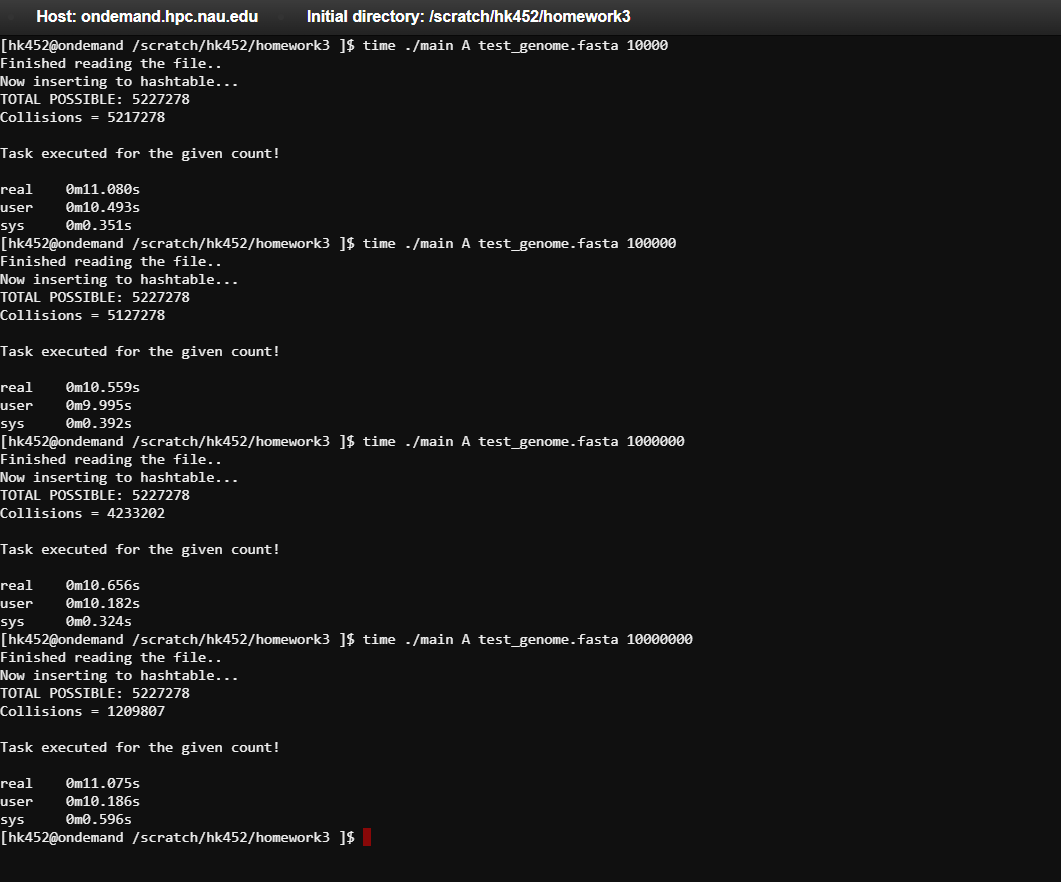 Host: ondemand.hpc.nau.edu Initial directory: /scratch/hk452/homework3
[hk452@ondemand /scratch/hk452/homework3 ]$ time ./main A test_genome.fasta 10000
Finished reading the file..
Now inserting to hashtable...
TOTAL POSSIBLE: 5227278
Collisions = 5217278
Task executed for the given count!
real 0m11.080s
user 0m10.493s
sys 0m0.351s
[hk452@ondemand /scratch/hk452/homework3 ]$ time ./main A test_genome.fasta 100000
Finished reading the file..
Now inserting to hashtable...
TOTAL POSSIBLE: 5227278
Collisions = 5127278
Task executed for the given count!
real 0m10.559s
user 0m9.995s
sys 0m0.392s
[hk452@ondemand /scratch/hk452/homework3 ]$ time ./main A test_genome.fasta 1000000
Finished reading the file..
Now inserting to hashtable...
TOTAL POSSIBLE: 5227278
Collisions = 4233202
Task executed for the given count!
real 0m10.656s
user 0m10.182s
sys 0m0.324s
[hk452@ondemand /scratch/hk452/homework3 ]$ time ./main A test_genome.fasta 10000000
Finished reading the file..
Now inserting to hashtable...
TOTAL POSSIBLE: 5227278
Collisions = 1209807
Task executed for the given count!
real 0m11.075s
user 0m10.186s
sys 0m0.596s
[hk452@ondemand /scratch/hk452/homework3 ]$